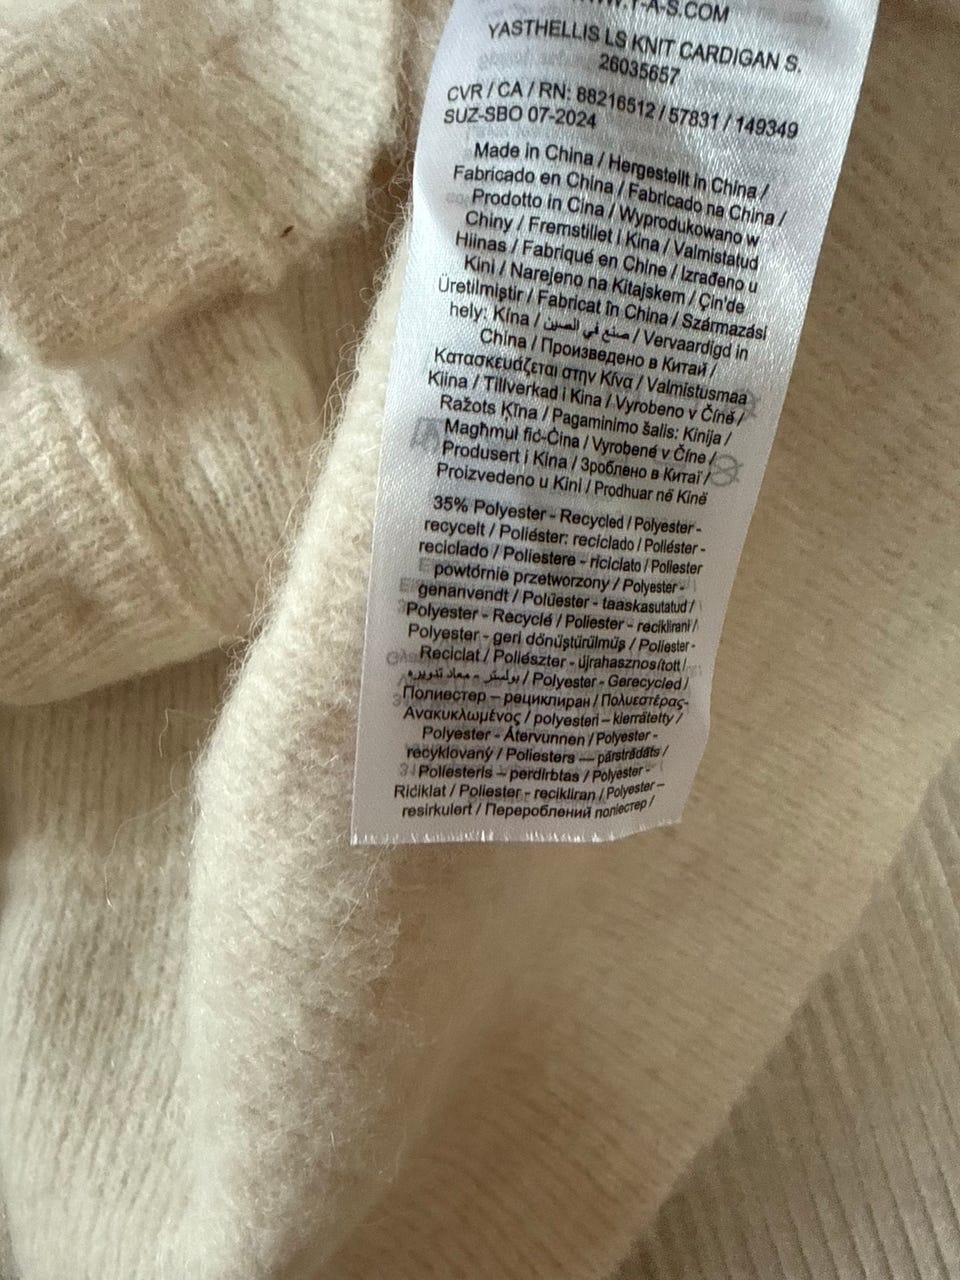 WWW.Y-A-S.COM
YASTHELLIS LS KNIT CARDIGAN S.
26035657
CVR / CA / RN: 88216512 / 57831 / 149349
SUZ-SBO 07-2024
Made in China / Hergestellt in China /
Fabricado en China / Fabricado na China /
Prodotto in Cina / Wyprodukowano w
Chiny / Fremstillet i Kina / Valmistatud
Hiinas / Fabriqué en Chine / Izrađeno u
Kini / Narejeno na Kitajskem / Çin'de
Üretilmiştir / Fabricat în China / Származási
hely: Kína / صنع في الصين / Vervaardigd in
China / Произведено в Китай /
Κατασκευάζεται στην Κίνα / Valmistusmaa
Kiina / Tillverkad i Kina / Vyrobeno v Číně /
Ražots Ķīna / Pagaminimo šalis: Kinija /
Magħmul fiċ-Ċina / Vyrobené v Číne /
Produsert i Kina / Зроблено в Китаї /
Proizvedeno u Kini / Prodhuar në Kinë
35% Polyester - Recycled / Polyester -
recycelt / Poliéster: reciclado / Poliéster -
reciclado / Poliestere - riciclato / Poliester
powtórnie przetworzony / Polyester -
genanvendt / Polüester - taaskasutatud /
Polyester - Recyclé / Poliester - reciklirani /
Polyester - geri dönüştürülmüş / Poliester -
Reciclat / Poliészter - újrahasznosított /
بوليستر - معاد تدويره / Polyester - Gerecycled /
Полиестер – рециклиран / Πολυεστέρας-
Ανακυκλωμένος / polyesteri – kierrätetty /
Polyester - Återvunnen / Polyester -
recyklovaný / Poliesters — pārstrādāts /
Poliesteris – perdirbtas / Polyester -
Riċiklat / Poliester - recikliran / Polyester –
resirkulert / Перероблений поліестер /